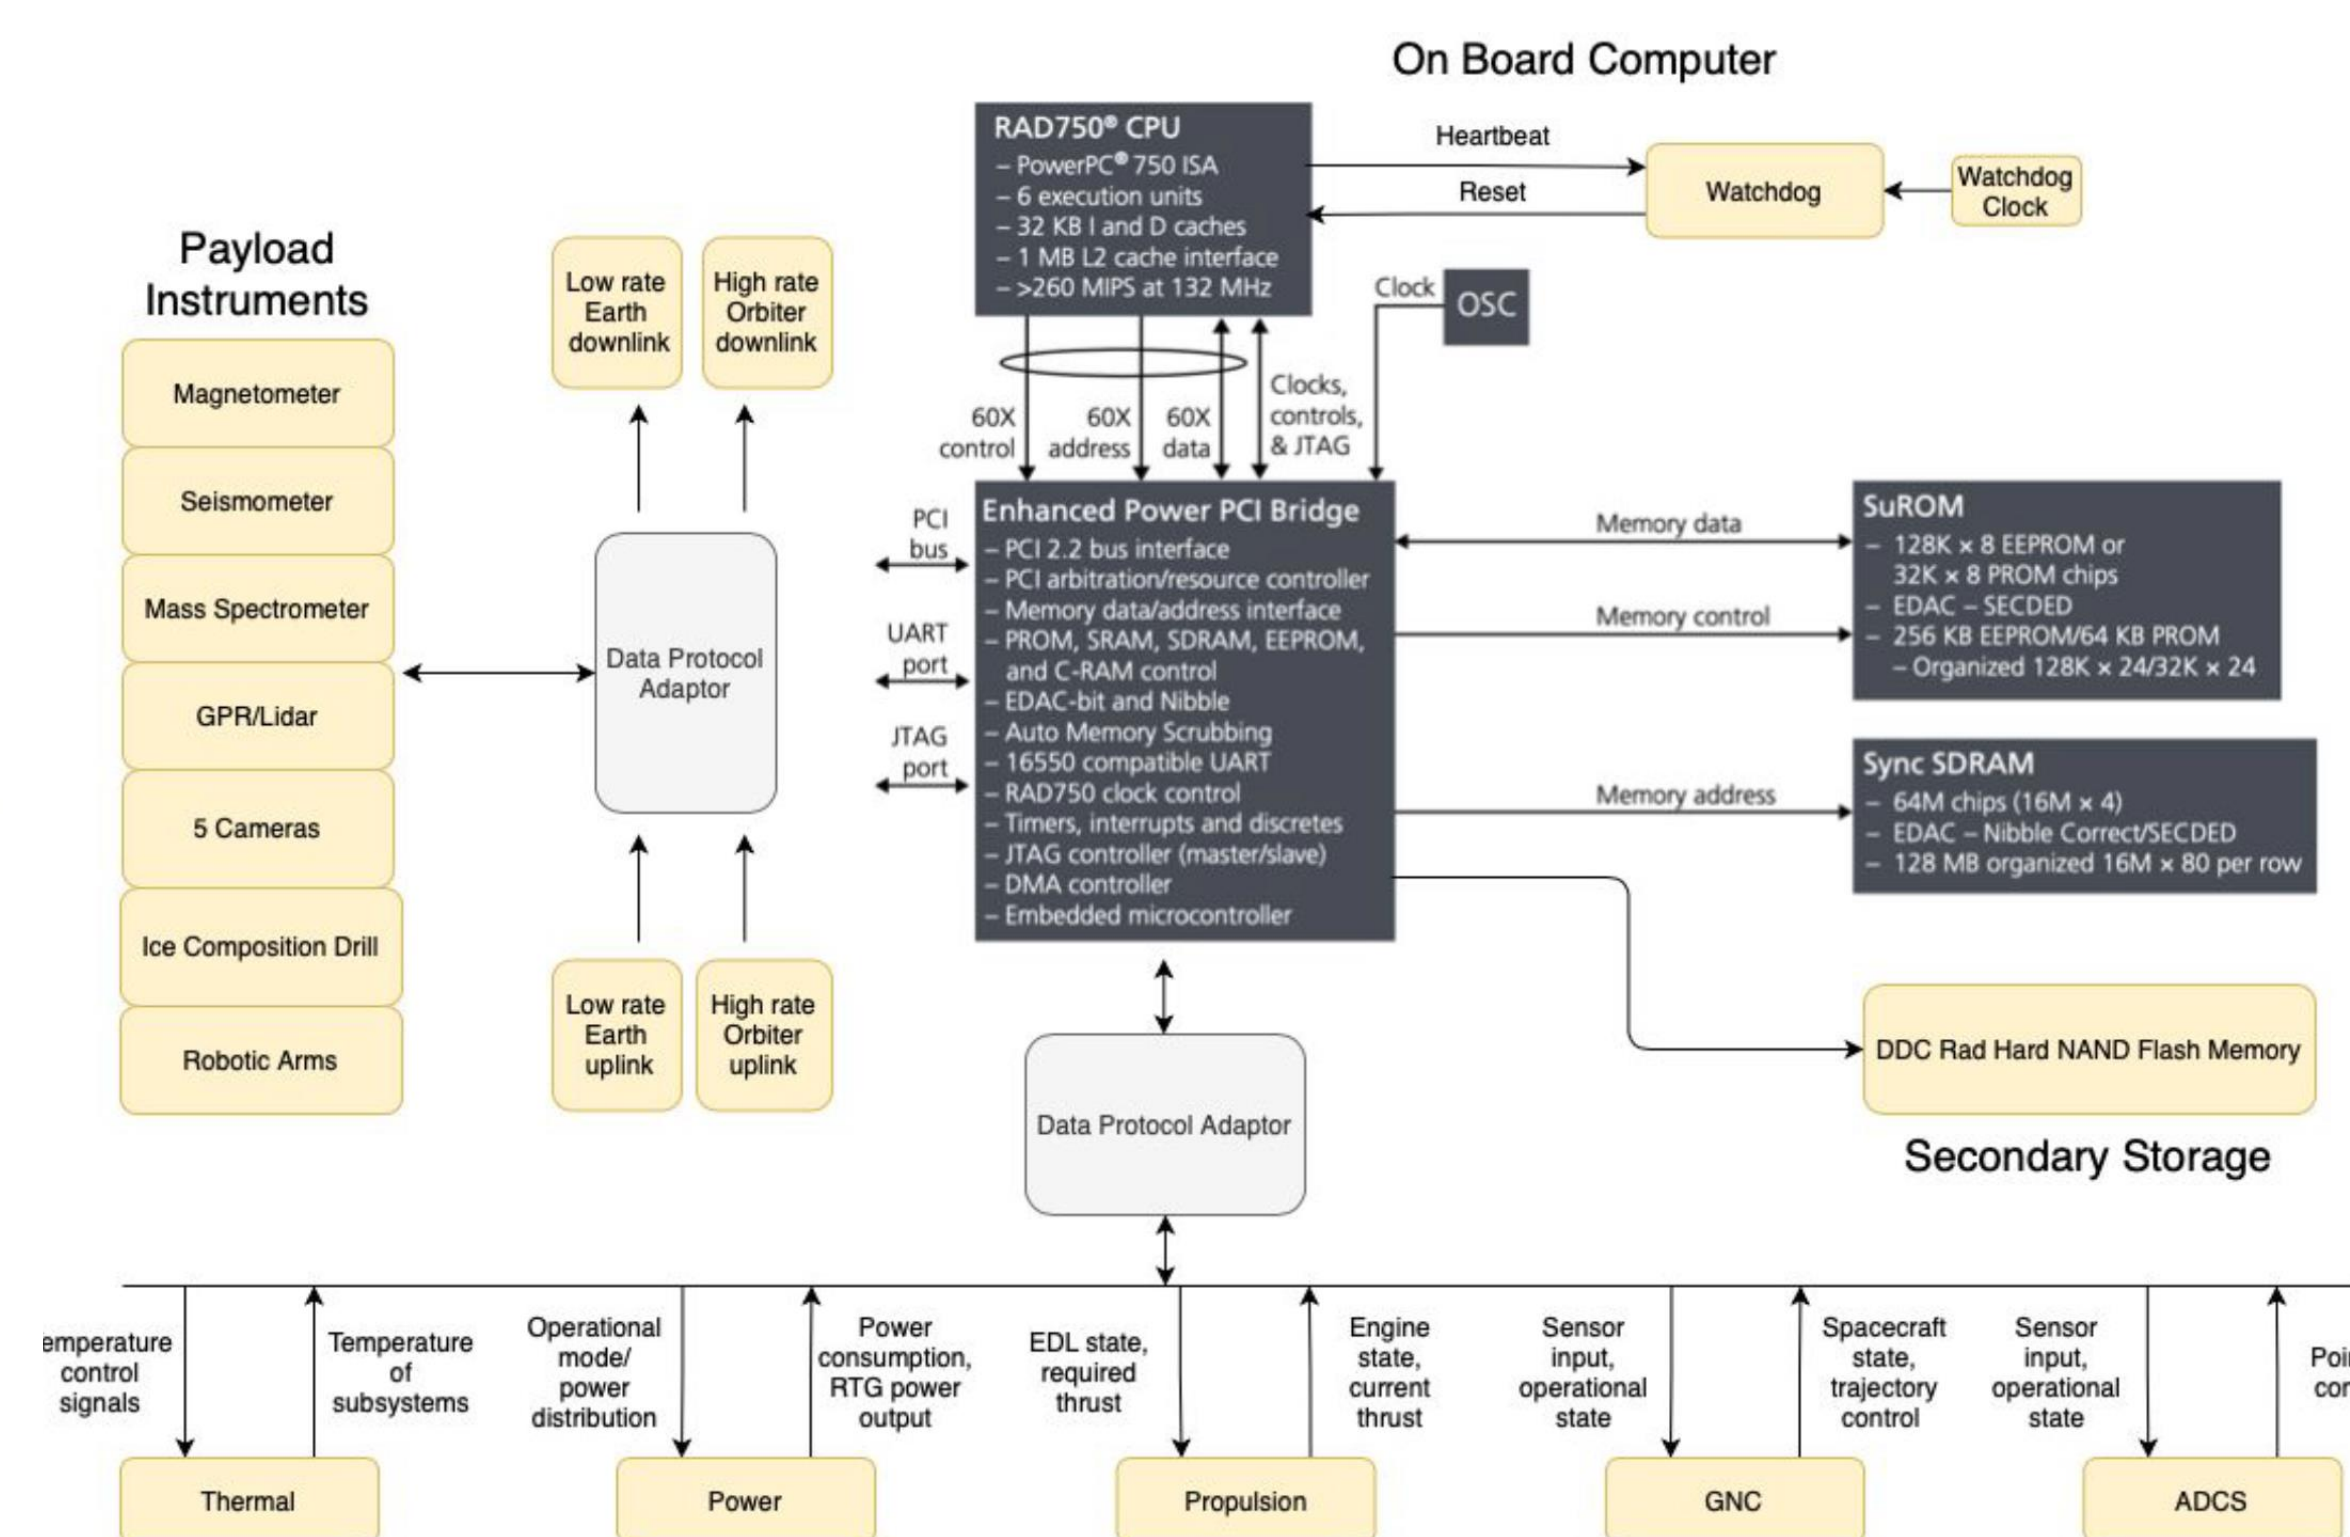 On Board Computer
RAD750® CPU
– PowerPC® 750 ISA
– 6 execution units
– 32 KB I and D caches
– 1 MB L2 cache interface
– >260 MIPS at 132 MHz
Heartbeat
Reset
Watchdog
Watchdog
Clock
Clock
OSC
Payload
Instruments
Magnetometer
Seismometer
Mass Spectrometer
GPR/Lidar
5 Cameras
Ice Composition Drill
Robotic Arms
Low rate
Earth
downlink
High rate
Orbiter
downlink
Data Protocol
Adaptor
Low rate
Earth
uplink
High rate
Orbiter
uplink
60X
control
60X
address
60X
data
Clocks,
controls,
& JTAG
PCI
bus
UART
port
JTAG
port
Enhanced Power PCI Bridge
– PCI 2.2 bus interface
– PCI arbitration/resource controller
– Memory data/address interface
– PROM, SRAM, SDRAM, EEPROM,
and C-RAM control
– EDAC-bit and Nibble
– Auto Memory Scrubbing
– 16550 compatible UART
– RAD750 clock control
– Timers, interrupts and discretes
– JTAG controller (master/slave)
– DMA controller
– Embedded microcontroller
Memory data
Memory control
Memory address
SuROM
– 128K × 8 EEPROM or
32K × 8 PROM chips
– EDAC – SECDED
– 256 KB EEPROM/64 KB PROM
– Organized 128K × 24/32K × 24
Sync SDRAM
– 64M chips (16M × 4)
– EDAC – Nibble Correct/SECDED
– 128 MB organized 16M × 80 per row
DDC Rad Hard NAND Flash Memory
Secondary Storage
Data Protocol Adaptor
emperature
control
signals
Temperature
of
subsystems
Operational
mode/
power
distribution
Power
consumption,
RTG power
output
EDL state,
required
thrust
Engine
state,
current
thrust
Sensor
input,
operational
state
Spacecraft
state,
trajectory
control
Sensor
input,
operational
state
Thermal
Power
Propulsion
GNC
ADCS